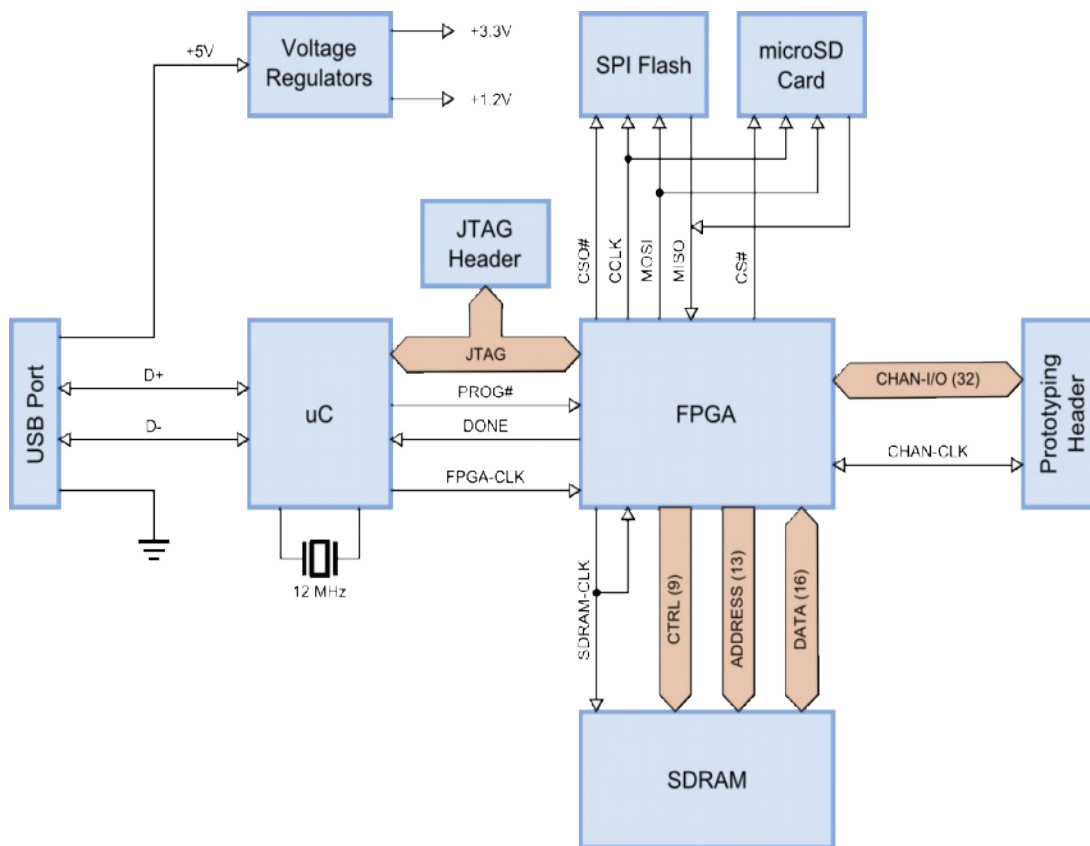 +5V
Voltage
Regulators
+3.3V
+1.2V
SPI Flash
microSD
Card
JTAG
Header
CSO#
CCLK
MOSI
MISO
CS#
USB Port
D+
D-
uC
JTAG
PROG#
DONE
FPGA-CLK
FPGA
CHAN-I/O (32)
CHAN-CLK
Prototyping
Header
12 MHz
SDRAM-CLK
CTRL (9)
ADDRESS (13)
DATA (16)
SDRAM